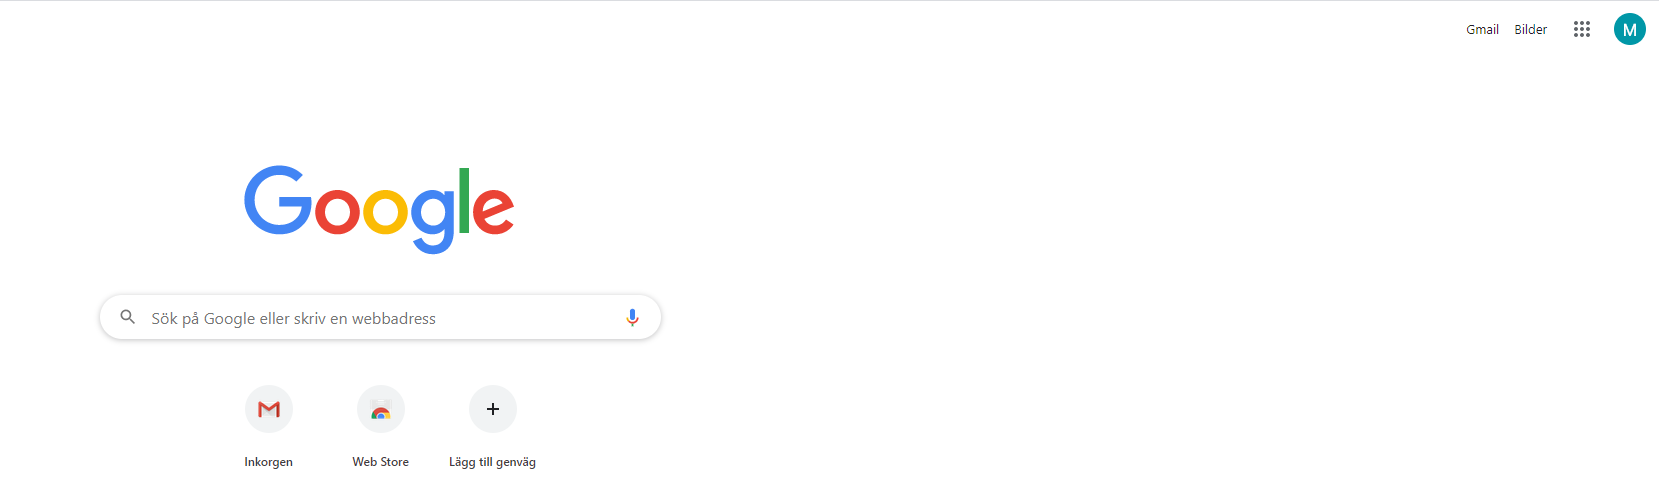 Gmail Bilder M
Google
Sök på Google eller skriv en webbadress
Inkorgen Web Store Lägg till genväg